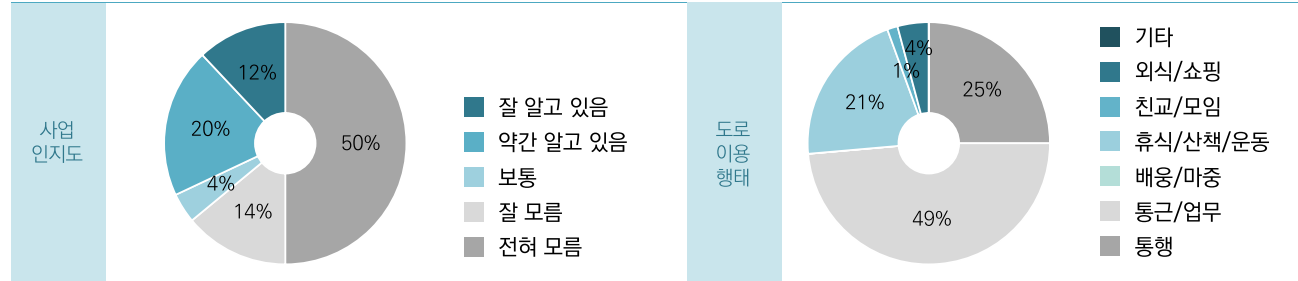 사업
인지도
12%
20%
50%
4%
14%
잘 알고 있음
약간 알고 있음
보통
잘 모름
전혀 모름
도로
이용
행태
4%
1%
25%
21%
49%
기타
외식/쇼핑
친교/모임
휴식/산책/운동
배웅/마중
통근/업무
통행